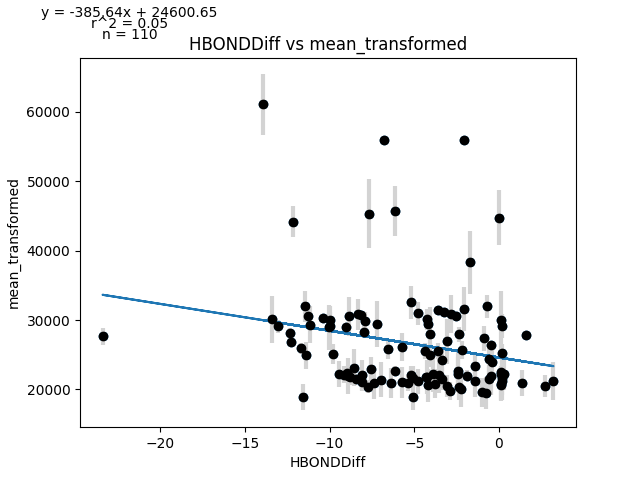 y = -385.64x + 24600.65
r^2 = 0.05
n = 110
HBONDDiff vs mean_transformed
60000
50000
40000
30000
20000
mean_transformed
−20
−15
−10
−5
0
HBONDDiff